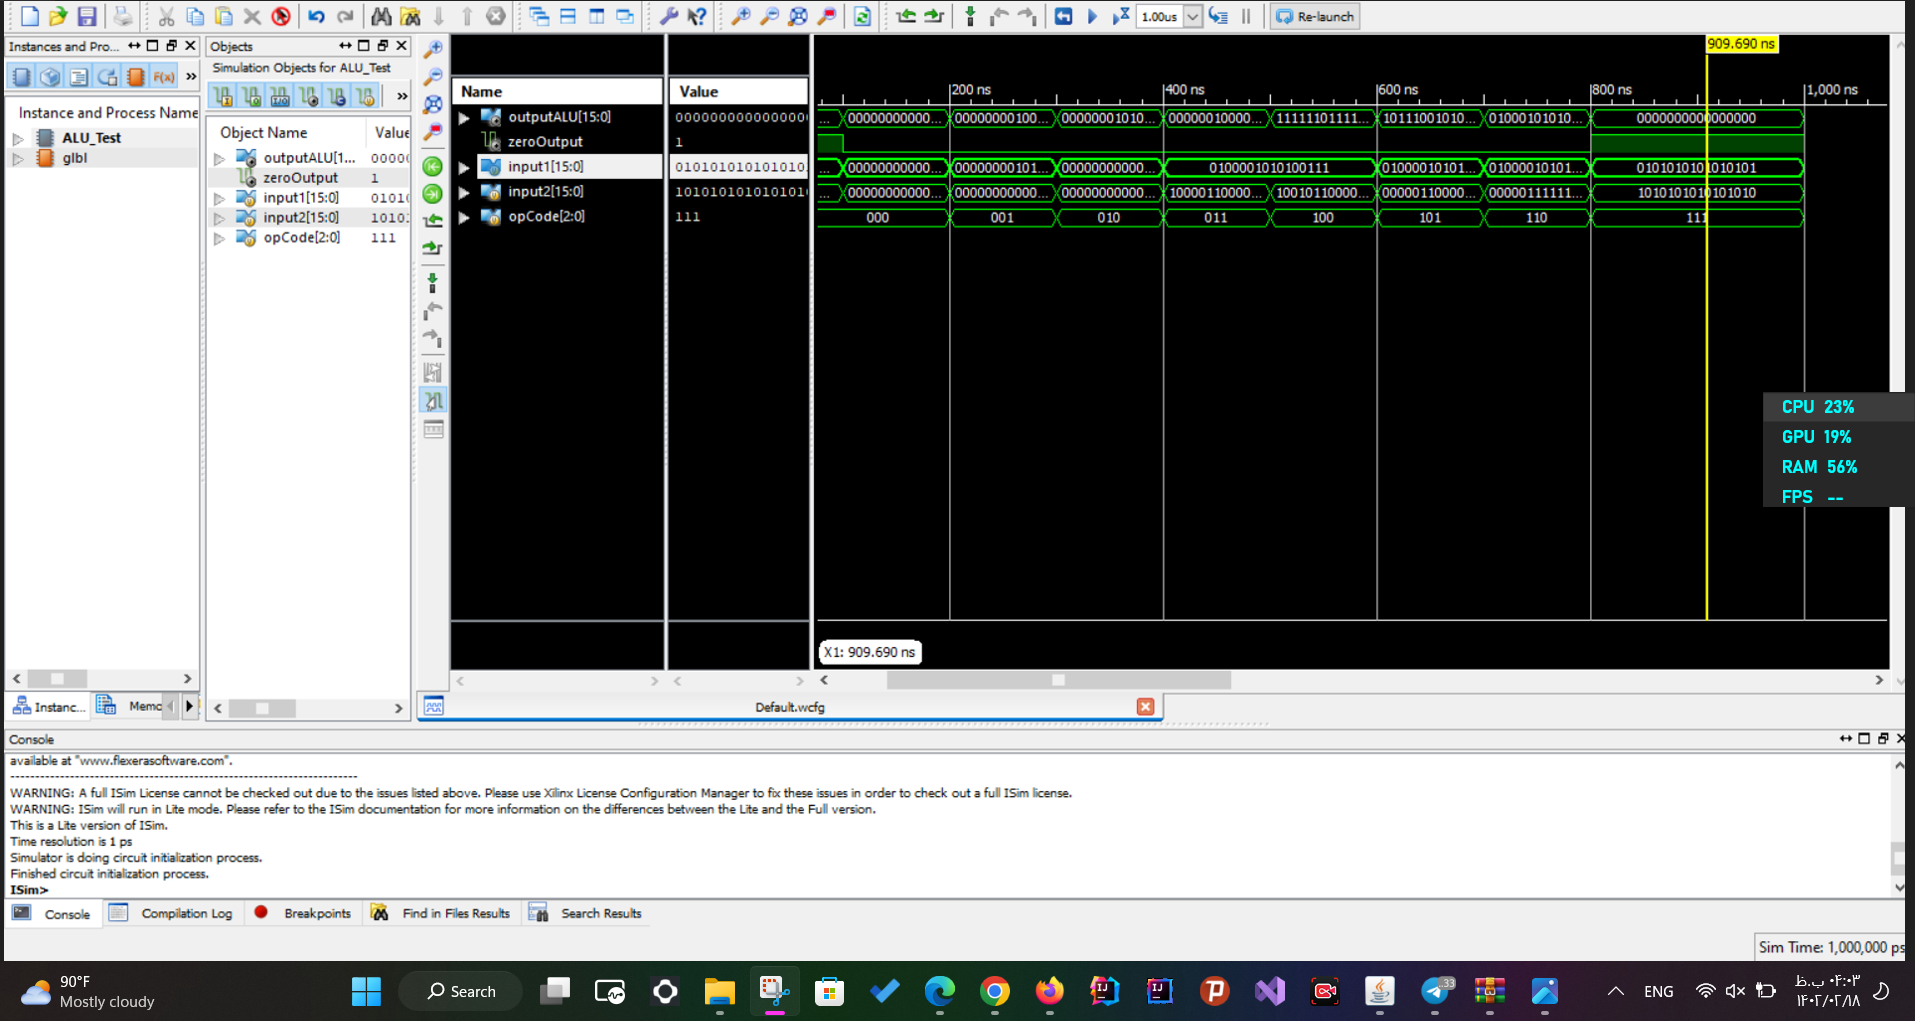 1.00us
Re-launch
Instances and Pro...
Objects
Simulation Objects for ALU_Test
F(x)
»
»
Instance and Process Name
ALU_Test
glbl
Object Name Value
outputALU[1... 0000(
zeroOutput 1
input1[15:0] 0101(
input2[15:0] 1010:
opCode[2:0] 111
Name Value
outputALU[15:0] 0000000000000000
zeroOutput 1
input1[15:0] 010101010101010.
input2[15:0] 101010101010101(
opCode[2:0] 111
909.690 ns
200 ns 400 ns 600 ns 800 ns 1,000 ns
... 00000000000... 00000000100... 00000001010... 00000010000... 11111101111... 10111001010... 01000101010... 0000000000000000
... 00000000000... 00000000101... 00000000000... 0100001010100111 01000010101... 01000010101... 0101010101010101
... 00000000000... 00000000000... 00000000000... 10000110000... 10010110000... 00000110000... 00000111111... 1010101010101010
000 001 010 011 100 101 110 111
X1: 909.690 ns
CPU 23%
GPU 19%
RAM 56%
FPS --
Instanc... Memo
Default.wcfg
Console
available at "www.flexerasoftware.com".
----------------------------------------------------------------------
WARNING: A full ISim License cannot be checked out due to the issues listed above. Please use Xilinx License Configuration Manager to fix these issues in order to check out a full ISim license.
WARNING: ISim will run in Lite mode. Please refer to the ISim documentation for more information on the differences between the Lite and the Full version.
This is a Lite version of ISim.
Time resolution is 1 ps
Simulator is doing circuit initialization process.
Finished circuit initialization process.
ISim>
Console Compilation Log Breakpoints Find in Files Results Search Results
Sim Time: 1,000,000 ps
90°F
Mostly cloudy
Search
33
ENG
۰۴:۰۳ ب.ظ
۱۴۰۲/۰۲/۱۸